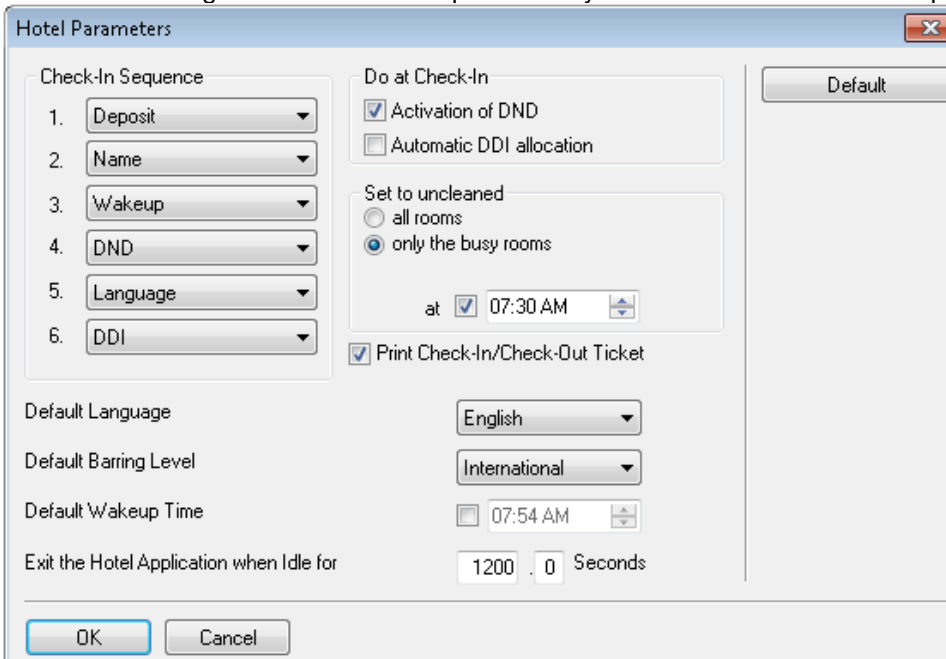 Hotel Parameters
Check-In Sequence
1. Deposit
2. Name
3. Wakeup
4. DND
5. Language
6. DDI
Do at Check-In
Activation of DND
Automatic DDI allocation
Set to uncleaned
all rooms
only the busy rooms
at 07:30 AM
Print Check-In/Check-Out Ticket
Default
Default Language English
Default Barring Level International
Default Wakeup Time 07:54 AM
Exit the Hotel Application when Idle for 1200 . 0 Seconds
OK Cancel